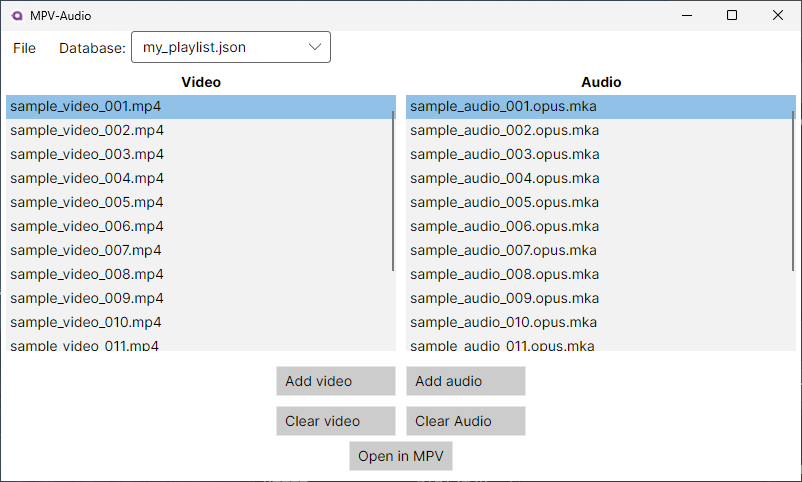 MPV-Audio
File Database: my_playlist.json
Video Audio
sample_video_001.mp4 sample_audio_001.opus.mka
sample_video_002.mp4 sample_audio_002.opus.mka
sample_video_003.mp4 sample_audio_003.opus.mka
sample_video_004.mp4 sample_audio_004.opus.mka
sample_video_005.mp4 sample_audio_005.opus.mka
sample_video_006.mp4 sample_audio_006.opus.mka
sample_video_007.mp4 sample_audio_007.opus.mka
sample_video_008.mp4 sample_audio_008.opus.mka
sample_video_009.mp4 sample_audio_009.opus.mka
sample_video_010.mp4 sample_audio_010.opus.mka
sample_video_011.mp4 sample_audio_011.opus.mka
Add video Add audio
Clear video Clear Audio
Open in MPV